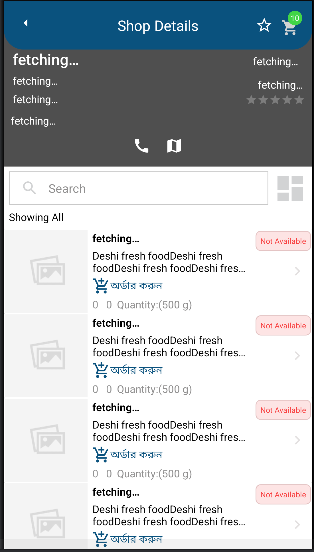 Shop Details
10
fetching...
fetching...
fetching...
fetching...
fetching...
fetching...
Search
Showing All
fetching...
Not Available
Deshi fresh foodDeshi fresh
foodDeshi fresh foodDeshi fres...
অর্ডার করুন
0 0 Quantity:(500 g)
fetching...
Not Available
Deshi fresh foodDeshi fresh
foodDeshi fresh foodDeshi fres...
অর্ডার করুন
0 0 Quantity:(500 g)
fetching...
Not Available
Deshi fresh foodDeshi fresh
foodDeshi fresh foodDeshi fres...
অর্ডার করুন
0 0 Quantity:(500 g)
fetching...
Not Available
Deshi fresh foodDeshi fresh
foodDeshi fresh foodDeshi fres...
অর্ডার করুন